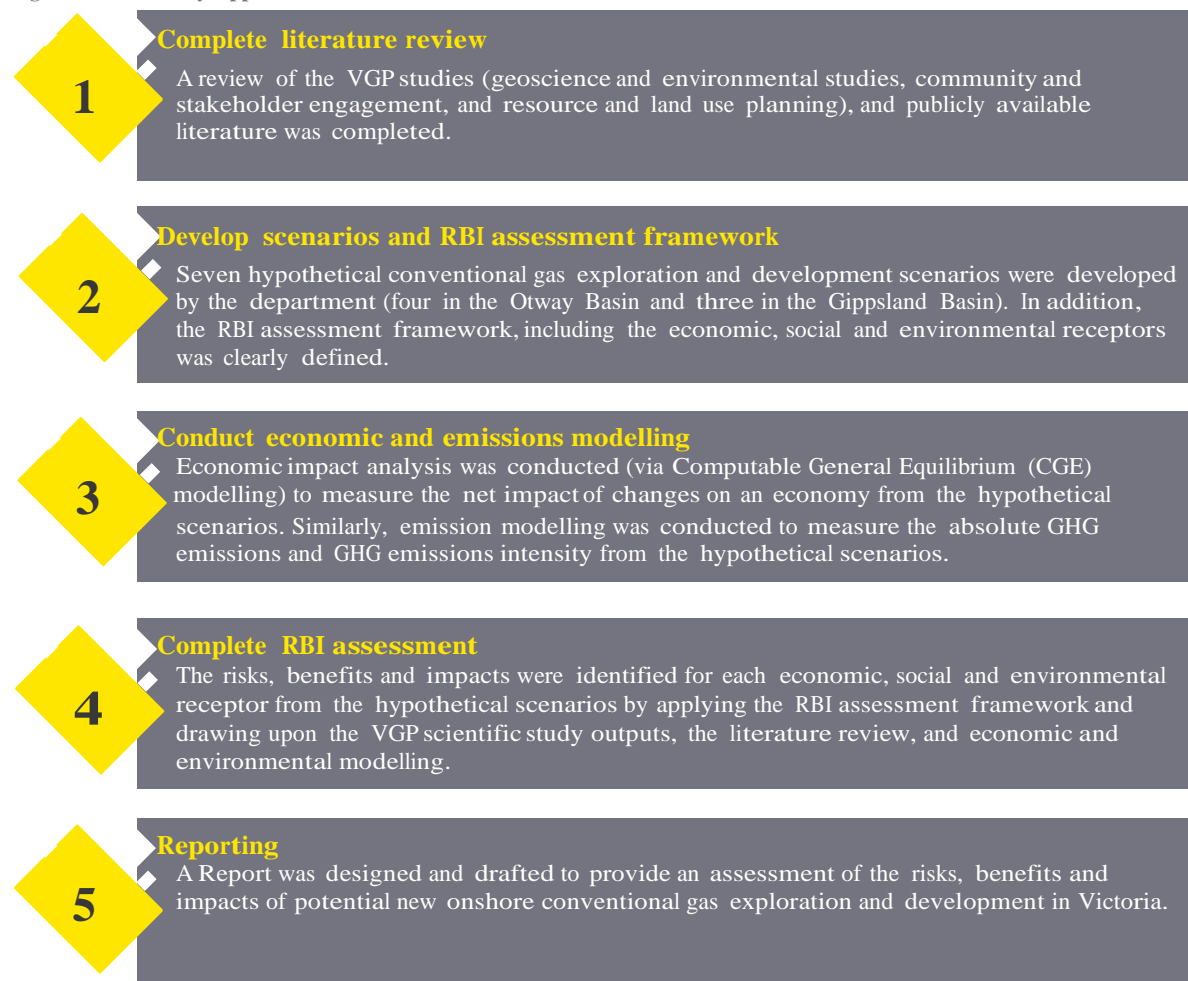 1
Complete literature review
A review of the VGP studies (geoscience and environmental studies, community and
stakeholder engagement, and resource and land use planning), and publicly available
literature was completed.
2
Develop scenarios and RBI assessment framework
Seven hypothetical conventional gas exploration and development scenarios were developed
by the department (four in the Otway Basin and three in the Gippsland Basin). In addition,
the RBI assessment framework, including the economic, social and environmental receptors
was clearly defined.
3
Conduct economic and emissions modelling
Economic impact analysis was conducted (via Computable General Equilibrium (CGE)
modelling) to measure the net impact of changes on an economy from the hypothetical
scenarios. Similarly, emission modelling was conducted to measure the absolute GHG
emissions and GHG emissions intensity from the hypothetical scenarios.
4
Complete RBI assessment
The risks, benefits and impacts were identified for each economic, social and environmental
receptor from the hypothetical scenarios by applying the RBI assessment framework and
drawing upon the VGP scientific study outputs, the literature review, and economic and
environmental modelling.
5
Reporting
A Report was designed and drafted to provide an assessment of the risks, benefits and
impacts of potential new onshore conventional gas exploration and development in Victoria.